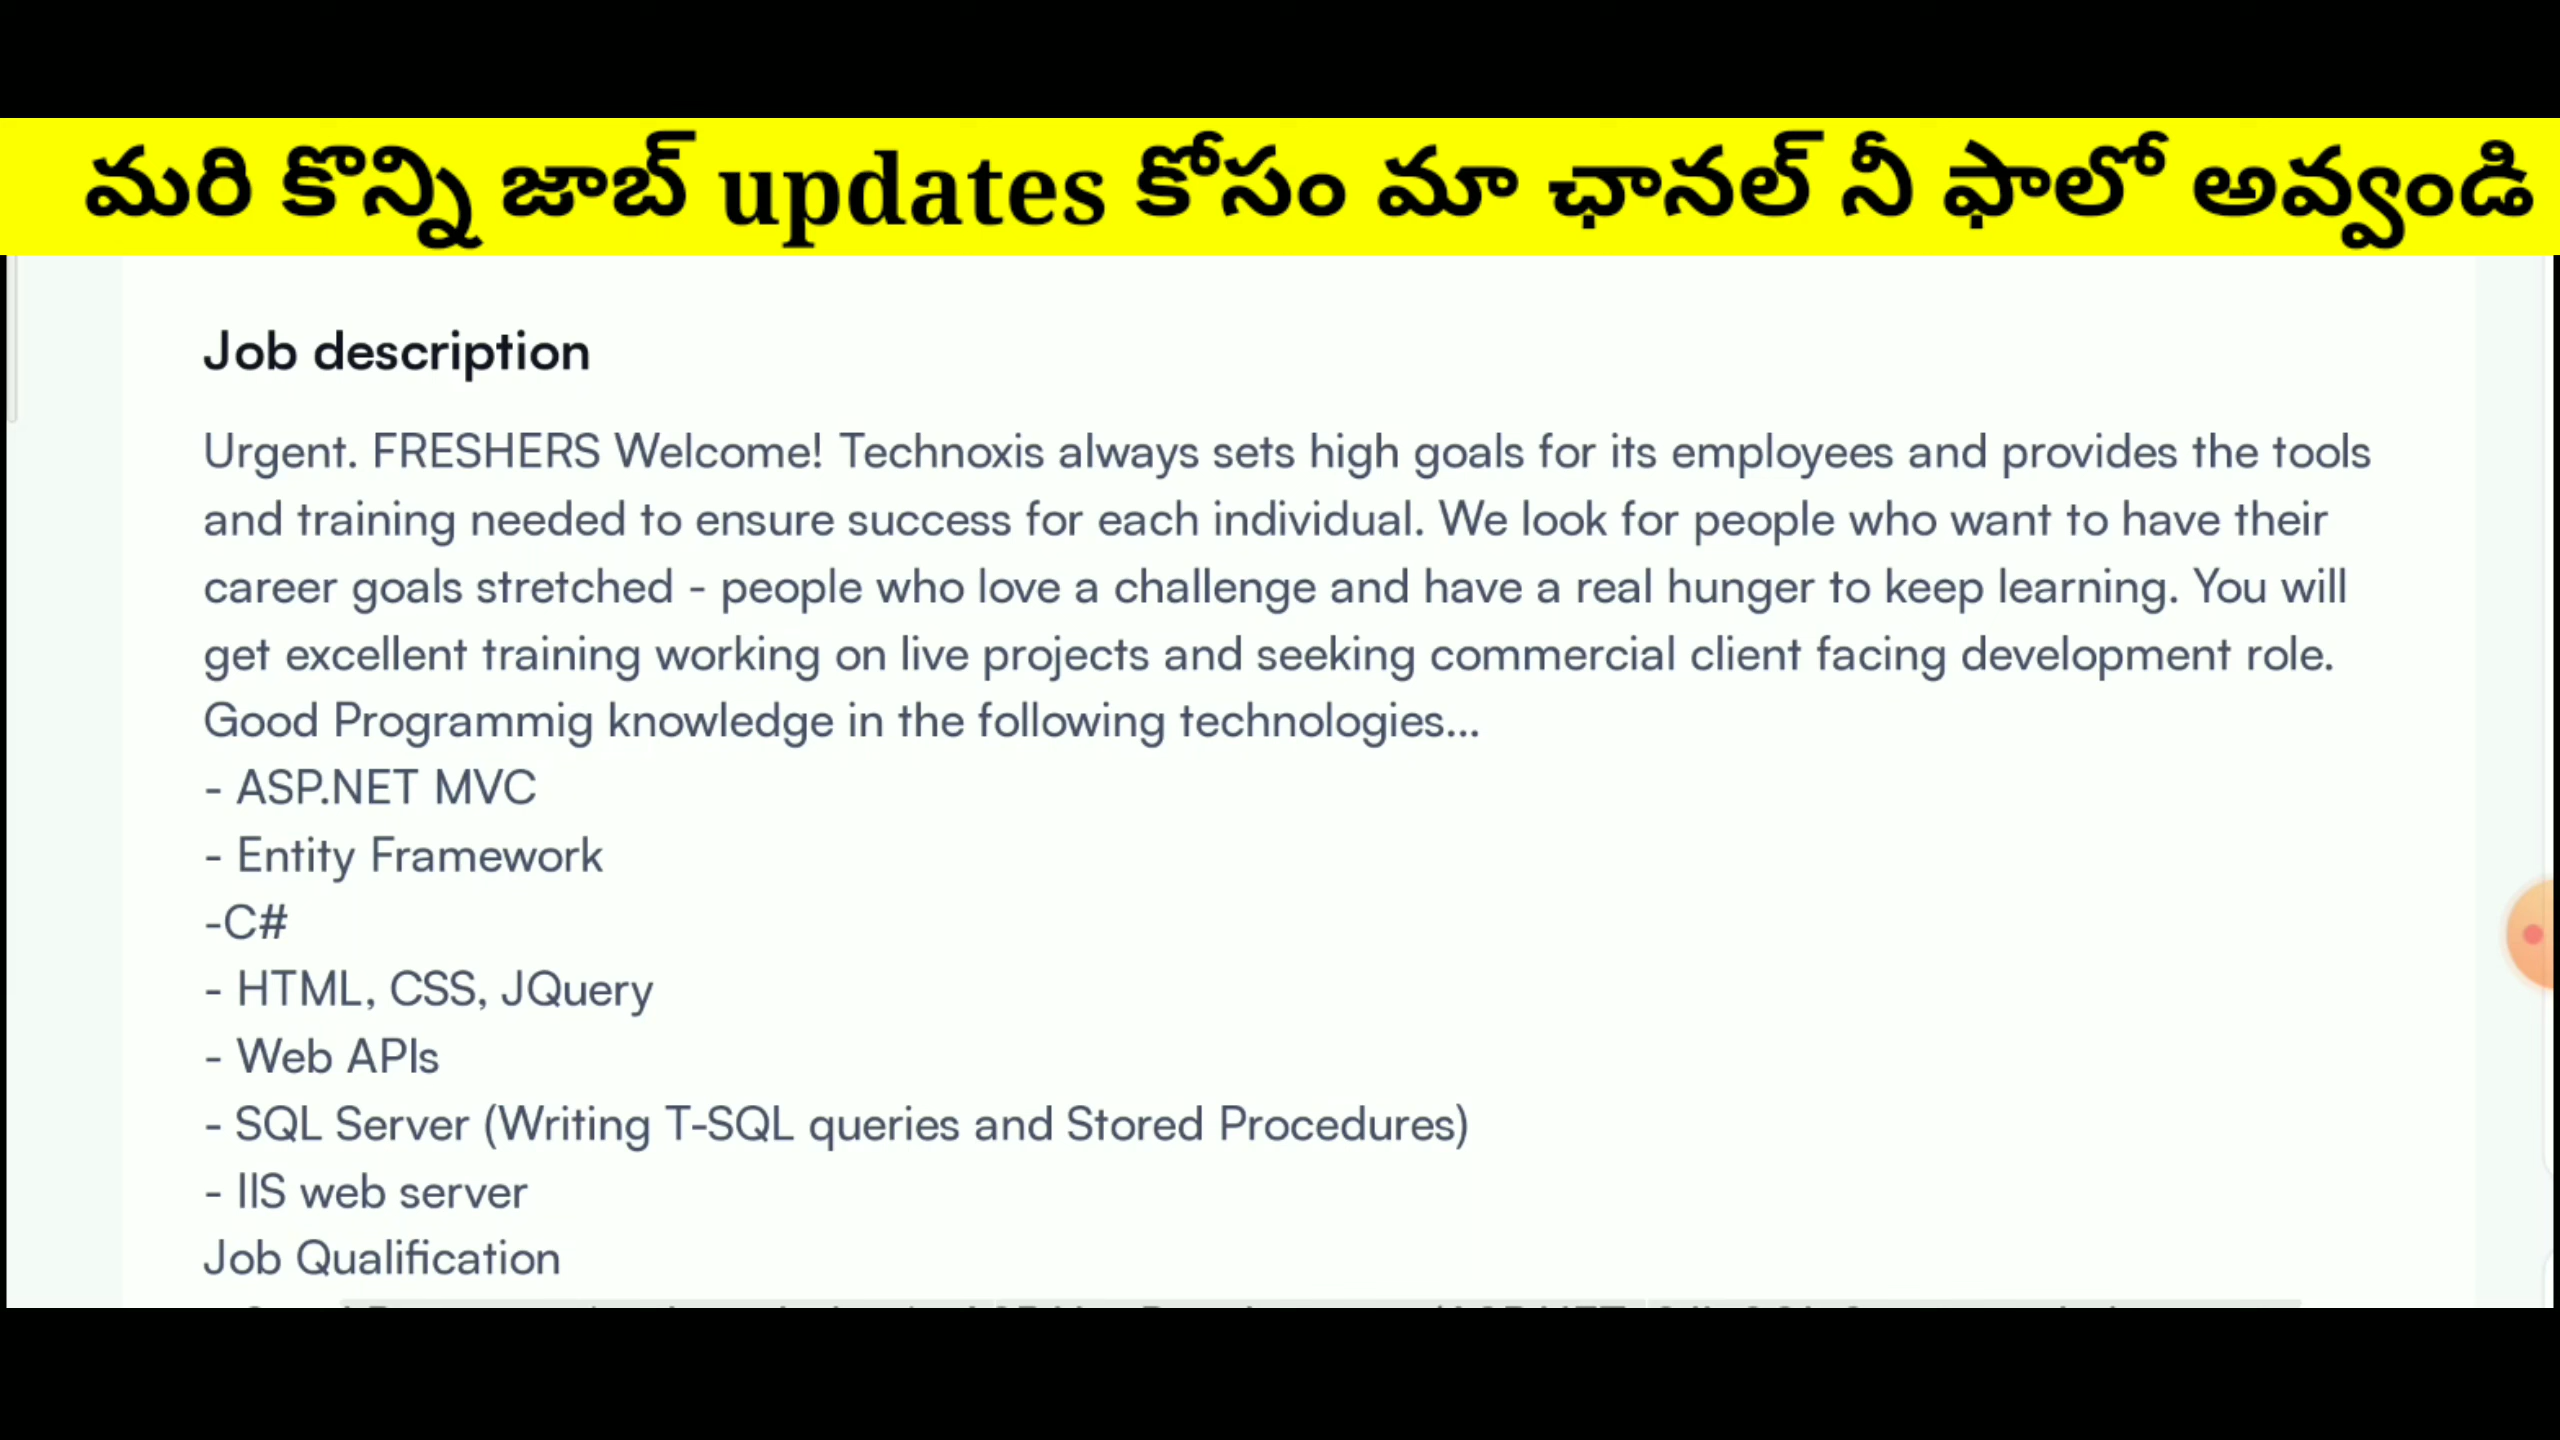 మరి కొన్ని జాబ్ updates కోసం మా ఛానల్ నీ ఫాలో అవ్వండి
Job description
Urgent. FRESHERS Welcome! Technoxis always sets high goals for its employees and provides the tools
and training needed to ensure success for each individual. We look for people who want to have their
career goals stretched - people who love a challenge and have a real hunger to keep learning. You will
get excellent training working on live projects and seeking commercial client facing development role.
Good Programmig knowledge in the following technologies...
- ASP.NET MVC
- Entity Framework
-C#
- HTML, CSS, JQuery
- Web APIs
- SQL Server (Writing T-SQL queries and Stored Procedures)
- IIS web server
Job Qualification